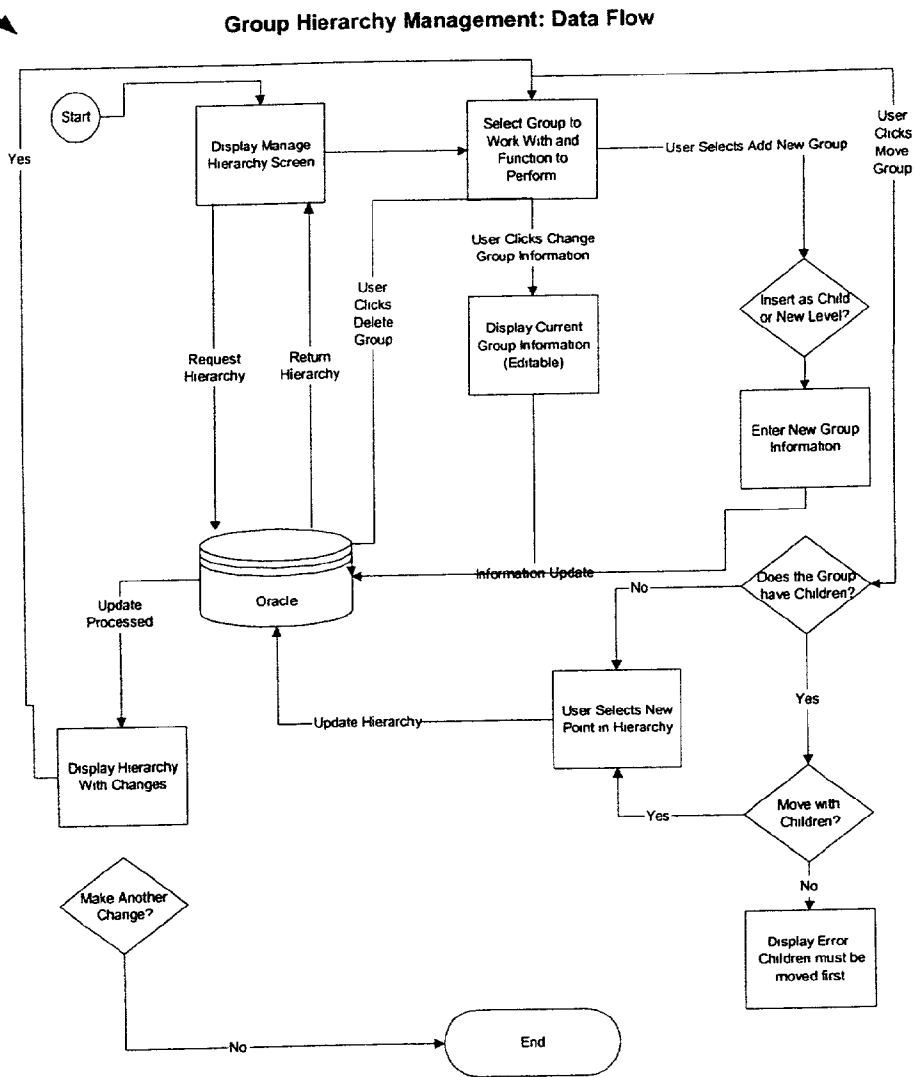 Group Hierarchy Management: Data Flow
Start
Yes
Display Manage
Hierarchy Screen
Select Group to
Work With and
Function to
Perform
User Selects Add New Group
User
Clicks
Move
Group
User Clicks Change
Group Information
User
Clicks
Delete
Group
Insert as Child
or New Level?
Display Current
Group Information
(Editable)
Request
Hierarchy
Return
Hierarchy
Enter New Group
Information
Information Update
Does the Group
have Children?
No
Oracle
Update
Processed
Yes
User Selects New
Point in Hierarchy
Update Hierarchy
Display Hierarchy
With Changes
Move with
Children?
Yes
No
Make Another
Change?
Display Error
Children must be
moved first
No
End